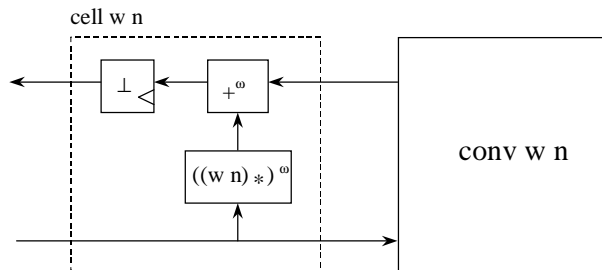 cell w n
⊥
+ω
conv w n
((w n) *) ω